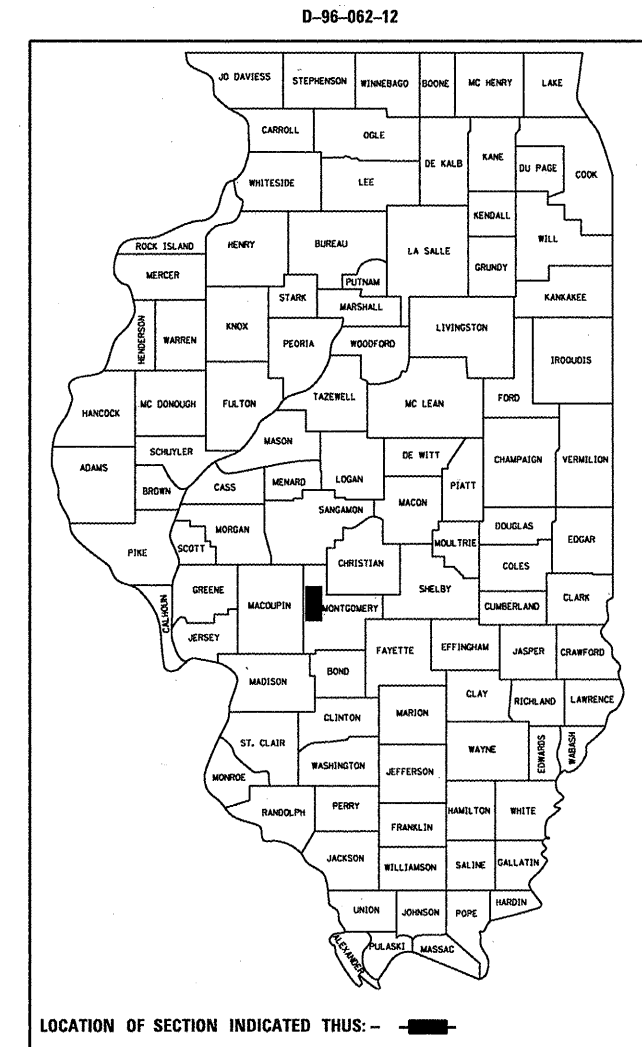 D-96-062-12
JO DAVIESS
STEPHENSON
WINNEBAGO
BOONE
MC HENRY
LAKE
CARROLL
OGLE
DE KALB
KANE
DU PAGE
COOK
WHITESIDE
LEE
KENDALL
WILL
ROCK ISLAND
HENRY
BUREAU
LA SALLE
GRUNDY
MERCER
PUTNAM
STARK
MARSHALL
KANKAKEE
HENDERSON
WARREN
KNOX
PEORIA
WOODFORD
LIVINGSTON
IROQUOIS
HANCOCK
MC DONOUGH
FULTON
TAZEWELL
MC LEAN
FORD
MASON
SCHUYLER
DE WITT
CHAMPAIGN
VERMILION
ADAMS
BROWN
CASS
MENARD
LOGAN
MACON
PIATT
SANGAMON
MORGAN
SCOTT
DOUGLAS
EDGAR
MOULTRIE
PIKE
CHRISTIAN
COLES
SHELBY
GREENE
MACOUPIN
MONTGOMERY
CUMBERLAND
CLARK
CALHOUN
JERSEY
FAYETTE
EFFINGHAM
JASPER
CRAWFORD
BOND
MADISON
CLAY
RICHLAND
LAWRENCE
CLINTON
MARION
ST. CLAIR
WAYNE
EDWARDS
WABASH
WASHINGTON
JEFFERSON
MONROE
PERRY
HAMILTON
WHITE
RANDOLPH
FRANKLIN
JACKSON
WILLIAMSON
SALINE
GALLATIN
UNION
JOHNSON
POPE
HARDIN
ALEXANDER
PULASKI
MASSAC
LOCATION OF SECTION INDICATED THUS: -